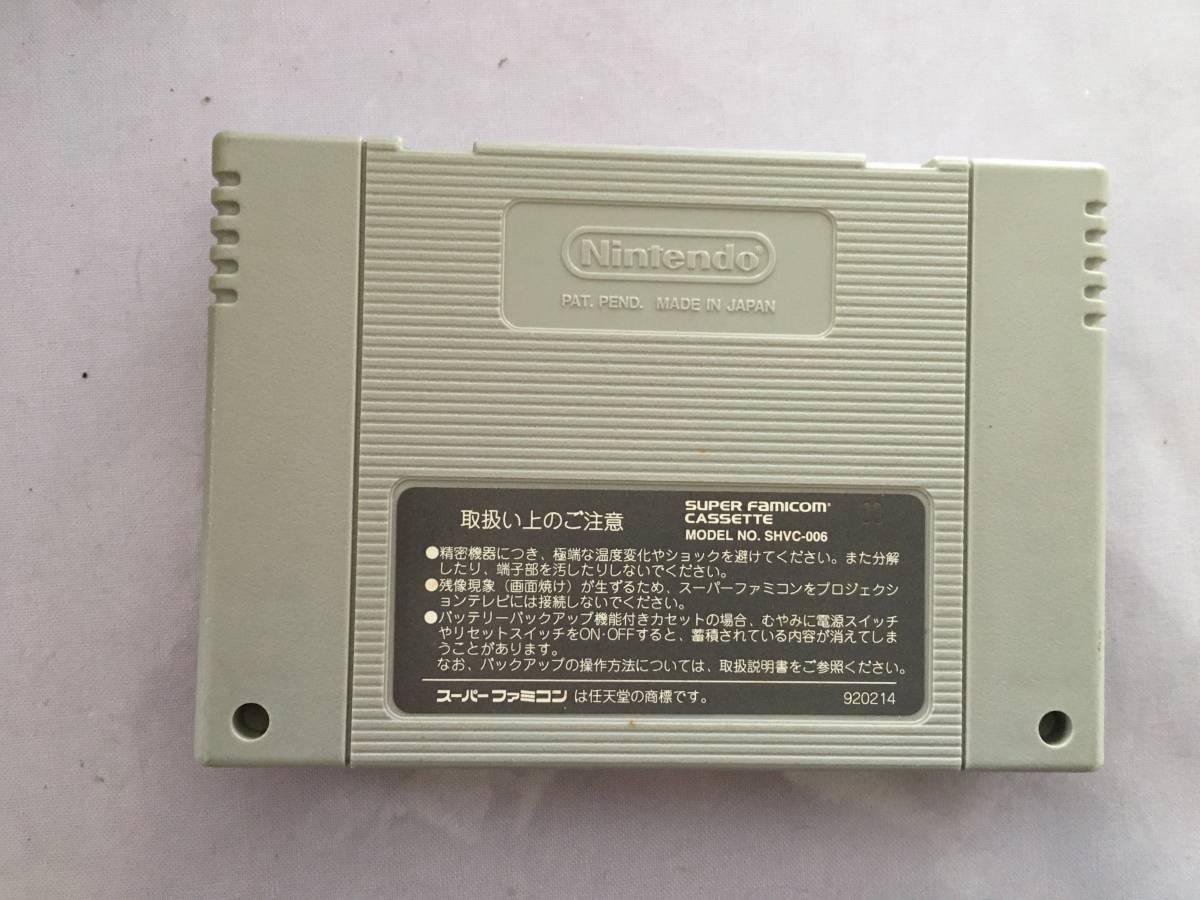 Nintendo®
PAT. PEND. MADE IN JAPAN
取扱い上のご注意
SUPER FAMICOM®
CASSETTE
MODEL NO. SHVC-006
●精密機器につき、極端な温度変化やショックを避けてください。また分解
したり、端子部を汚したりしないでください。
●残像現象（画面焼け）が生ずるため、スーパーファミコンをプロジェクシ
ョンテレビには接続しないでください。
●バッテリーバックアップ機能付きカセットの場合、むやみに電源スイッチ
やリセットスイッチをON·OFFすると、蓄積されている内容が消えてしま
うことがあります。
なお、バックアップの操作方法については、取扱説明書をご参照ください。
スーパーファミコン は任天堂の商標です。
920214